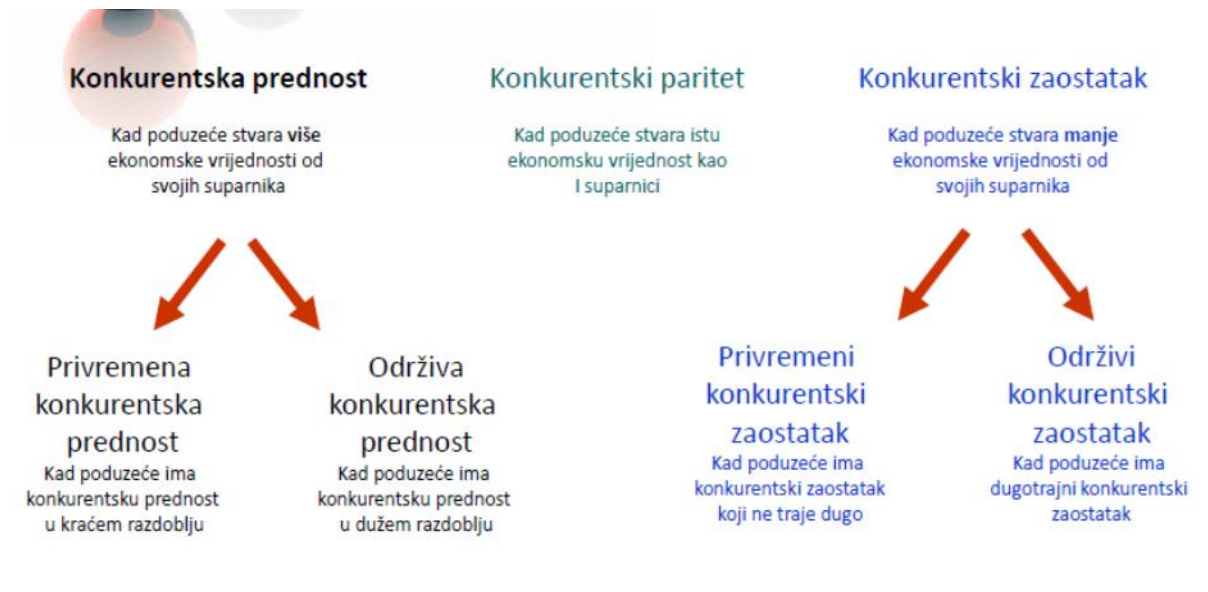 Konkurentska prednost
Kad poduzeće stvara više
ekonomske vrijednosti od
svojih suparnika
Konkurentski paritet
Kad poduzeće stvara istu
ekonomsku vrijednost kao
I suparnici
Konkurentski zaostatak
Kad poduzeće stvara manje
ekonomske vrijednosti od
svojih suparnika
Privremena
konkurentska
prednost
Kad poduzeće ima
konkurentsku prednost
u kraćem razdoblju
Održiva
konkurentska
prednost
Kad poduzeće ima
konkurentsku prednost
u dužem razdoblju
Privremeni
konkurentski
zaostatak
Kad poduzeće ima
konkurentski zaostatak
koji ne traje dugo
Održivi
konkurentski
zaostatak
Kad poduzeće ima
dugotrajni konkurentski
zaostatak